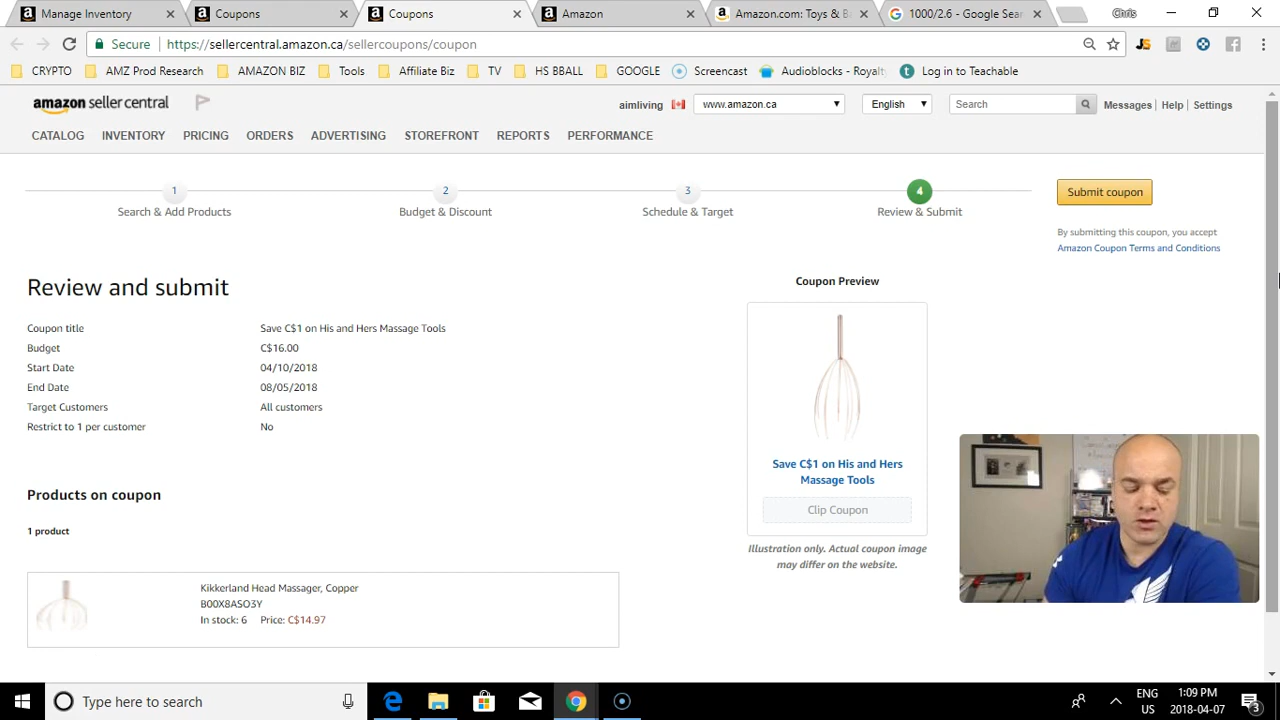 Manage Inventory
Coupons
Coupons
Amazon
Amazon.com: Toys & B
1000/2.6 - Google Sear
Chris
Secure
https://sellercentral.amazon.ca/sellercoupons/coupon
CRYPTO
AMZ Prod Research
AMAZON BIZ
Tools
Affiliate Biz
TV
HS BBALL
GOOGLE
Screencast
Audioblocks - Royalt
Log in to Teachable
amazon seller central
aimliving
www.amazon.ca
English
Search
Messages | Help | Settings
CATALOG INVENTORY PRICING ORDERS ADVERTISING STOREFRONT REPORTS PERFORMANCE
1
Search & Add Products
2
Budget & Discount
3
Schedule & Target
4
Review & Submit
Submit coupon
By submitting this coupon, you accept
Amazon Coupon Terms and Conditions
Review and submit
Coupon title Save C$1 on His and Hers Massage Tools
Budget C$16.00
Start Date 04/10/2018
End Date 08/05/2018
Target Customers All customers
Restrict to 1 per customer No
Coupon Preview
Save C$1 on His and Hers
Massage Tools
Clip Coupon
Illustration only. Actual coupon image
may differ on the website.
Products on coupon
1 product
Kikkerland Head Massager, Copper
B00X8ASO3Y
In stock: 6 Price: C$14.97
Type here to search
ENG
US
1:09 PM
2018-04-07
3